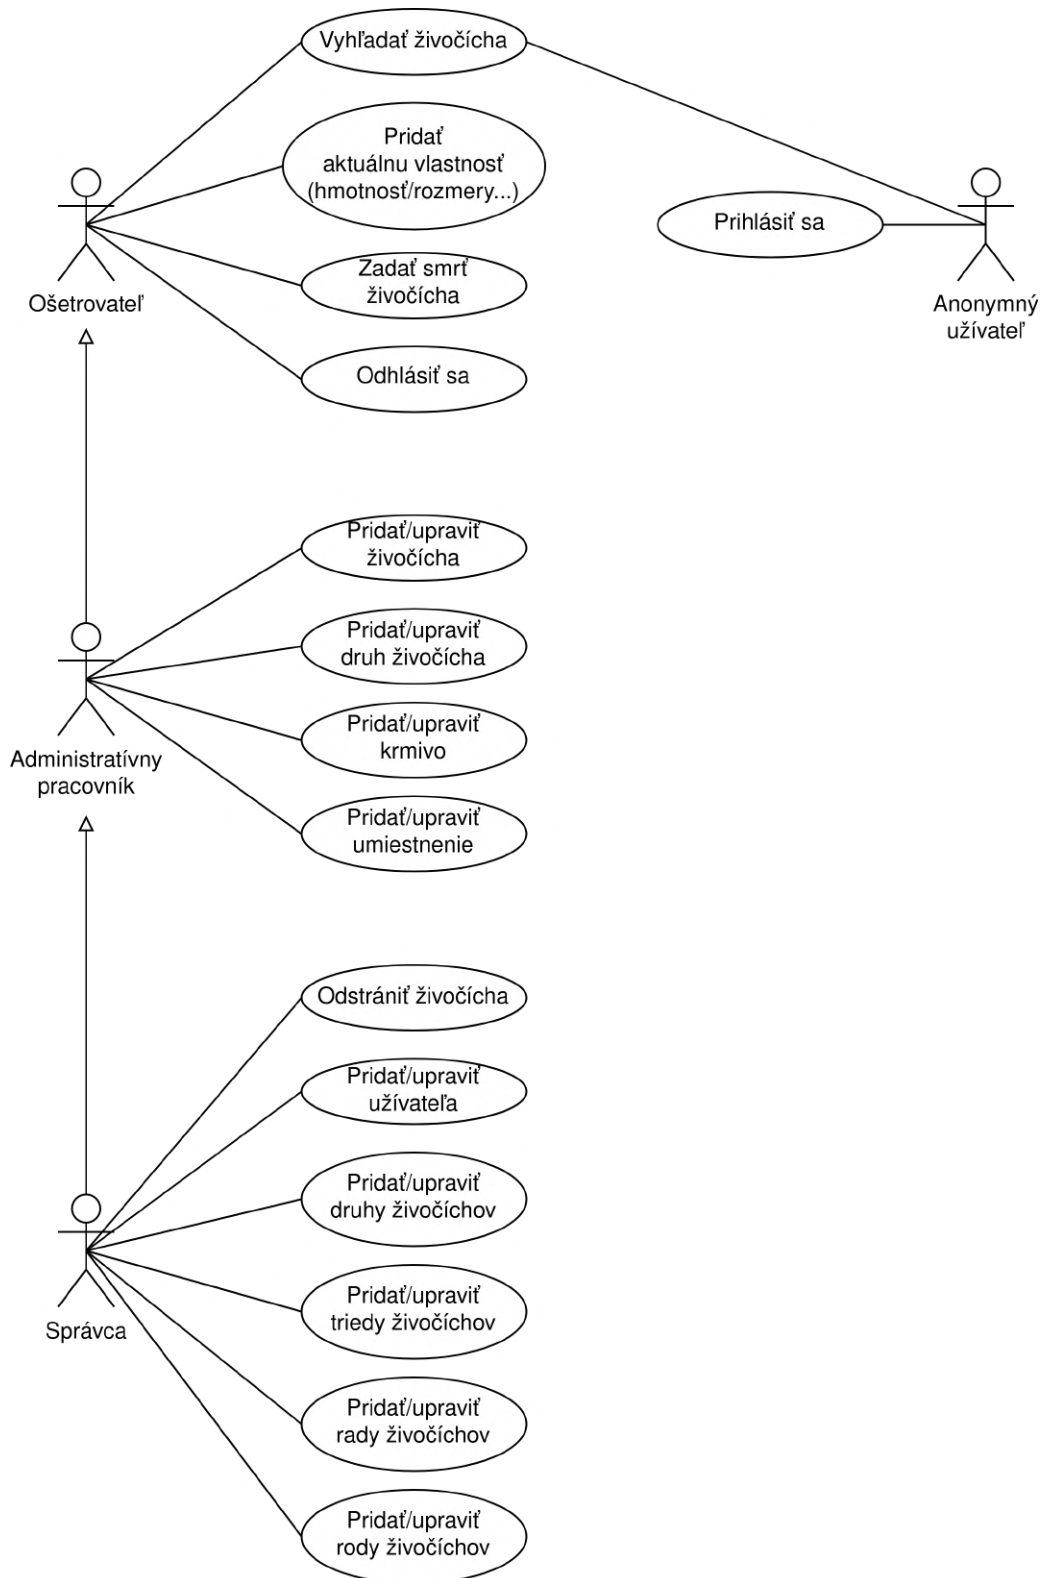 Vyhľadať živočícha
Pridať
aktuálnu vlastnosť
(hmotnosť/rozmery...)
Prihlásiť sa
Zadať smrť
živočícha
Ošetrovateľ
Anonymný
užívateľ
Odhlásiť sa
Pridať/upraviť
živočícha
Pridať/upraviť
druh živočícha
Pridať/upraviť
krmivo
Administratívny
pracovník
Pridať/upraviť
umiestnenie
Odstrániť živočícha
Pridať/upraviť
užívateľa
Pridať/upraviť
druhy živočíchov
Pridať/upraviť
triedy živočíchov
Správca
Pridať/upraviť
rady živočíchov
Pridať/upraviť
rody živočíchov